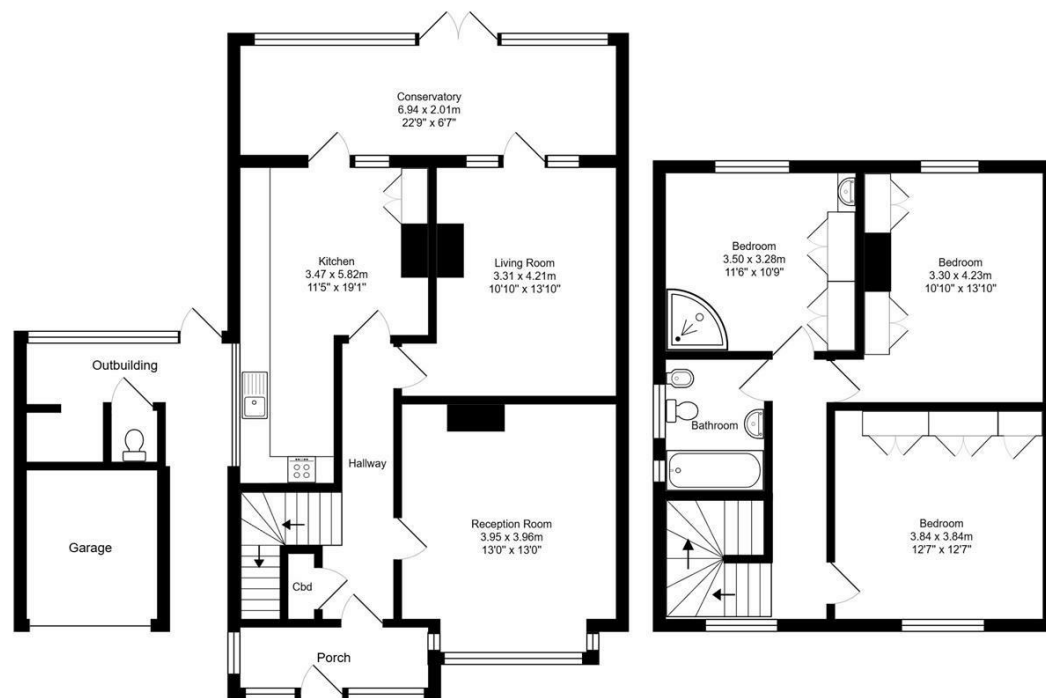 Conservatory
6.94 x 2.01m
22'9" x 6'7"
Kitchen
3.47 x 5.82m
11'5" x 19'1"
Living Room
3.31 x 4.21m
10'10" x 13'10"
Outbuilding
Hallway
Garage
Reception Room
3.95 x 3.96m
13'0" x 13'0"
Cbd
Porch
Bedroom
3.50 x 3.28m
11'6" x 10'9"
Bedroom
3.30 x 4.23m
10'10" x 13'10"
Bathroom
Bedroom
3.84 x 3.84m
12'7" x 12'7"